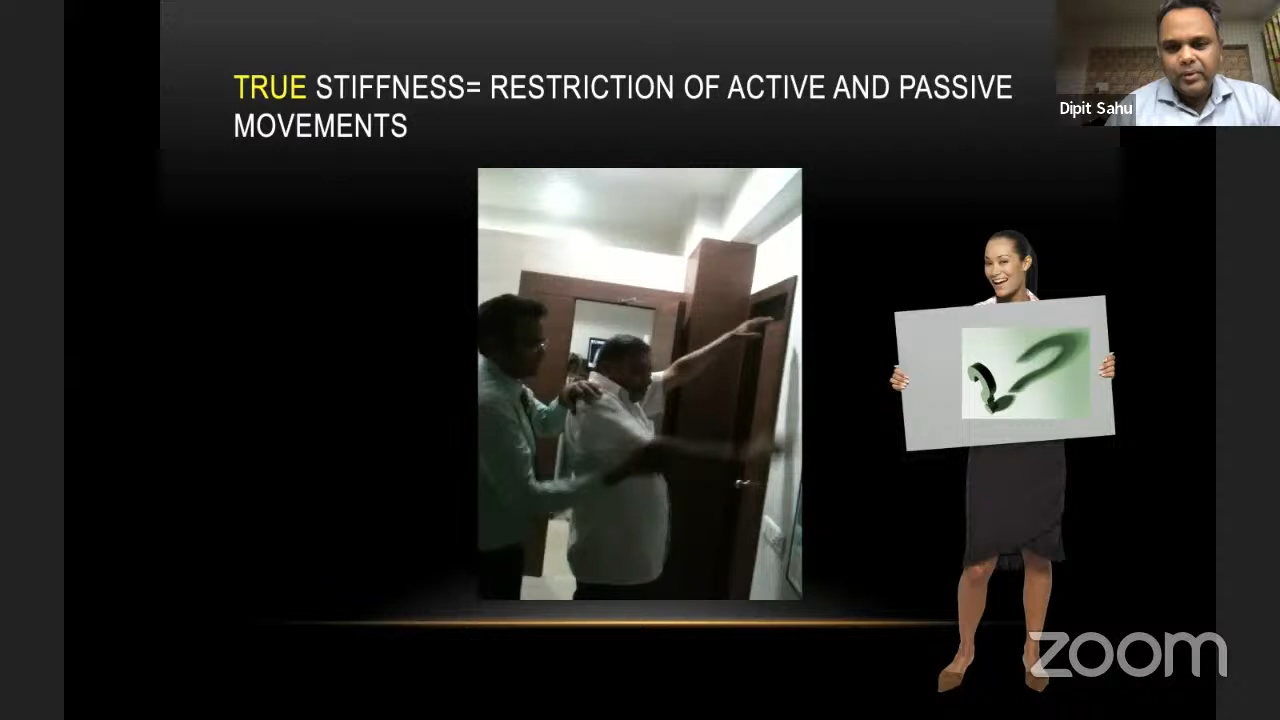 TRUE STIFFNESS= RESTRICTION OF ACTIVE AND PASSIVE
MOVEMENTS
Dipit Sahu
zoom